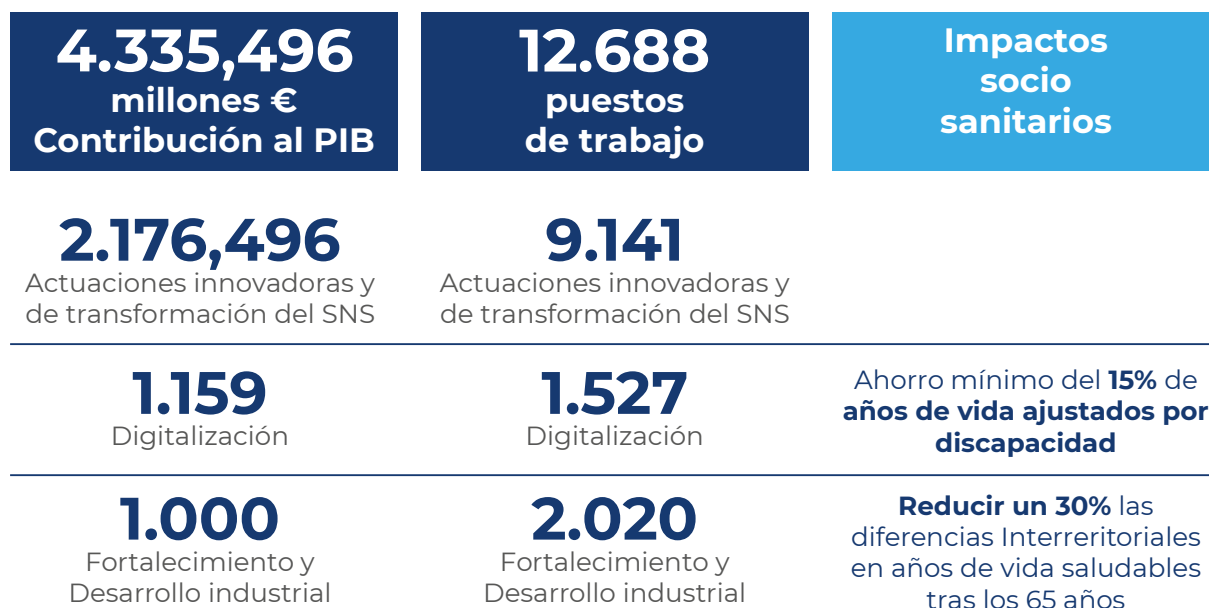 4.335,496
millones €
Contribución al PIB
12.688
puestos
de trabajo
Impactos
socio
sanitarios
2.176,496
Actuaciones innovadoras y
de transformación del SNS
9.141
Actuaciones innovadoras y
de transformación del SNS
1.159
Digitalización
1.527
Digitalización
Ahorro mínimo del 15% de
años de vida ajustados por
discapacidad
1.000
Fortalecimiento y
Desarrollo industrial
2.020
Fortalecimiento y
Desarrollo industrial
Reducir un 30% las
diferencias Interreritoriales
en años de vida saludables
tras los 65 años